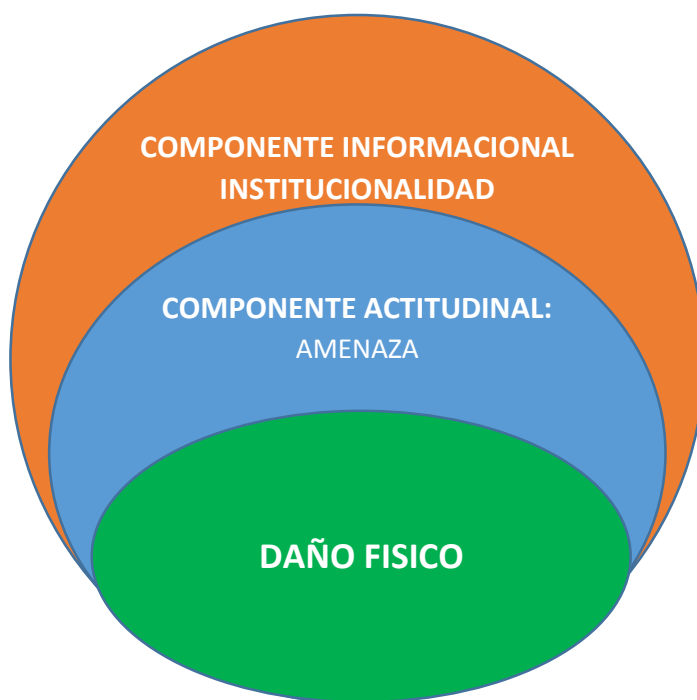 COMPONENTE INFORMACIONAL
INSTITUCIONALIDAD
COMPONENTE ACTITUDINAL:
AMENAZA
DAÑO FISICO